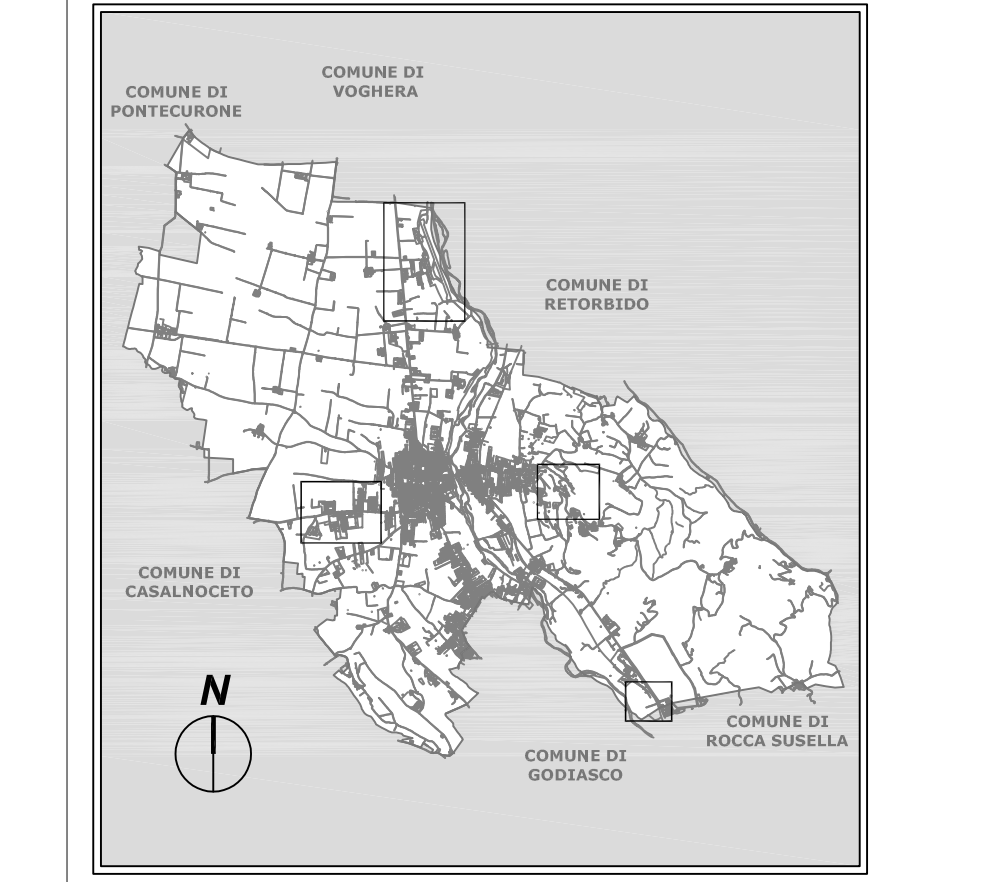 COMUNE DI
VOGHERA
COMUNE DI
PONTECURONE
COMUNE DI
RETORBIDO
COMUNE DI
CASALNOCETO
N
COMUNE DI
ROCCA SUSELLA
COMUNE DI
GODIASCO